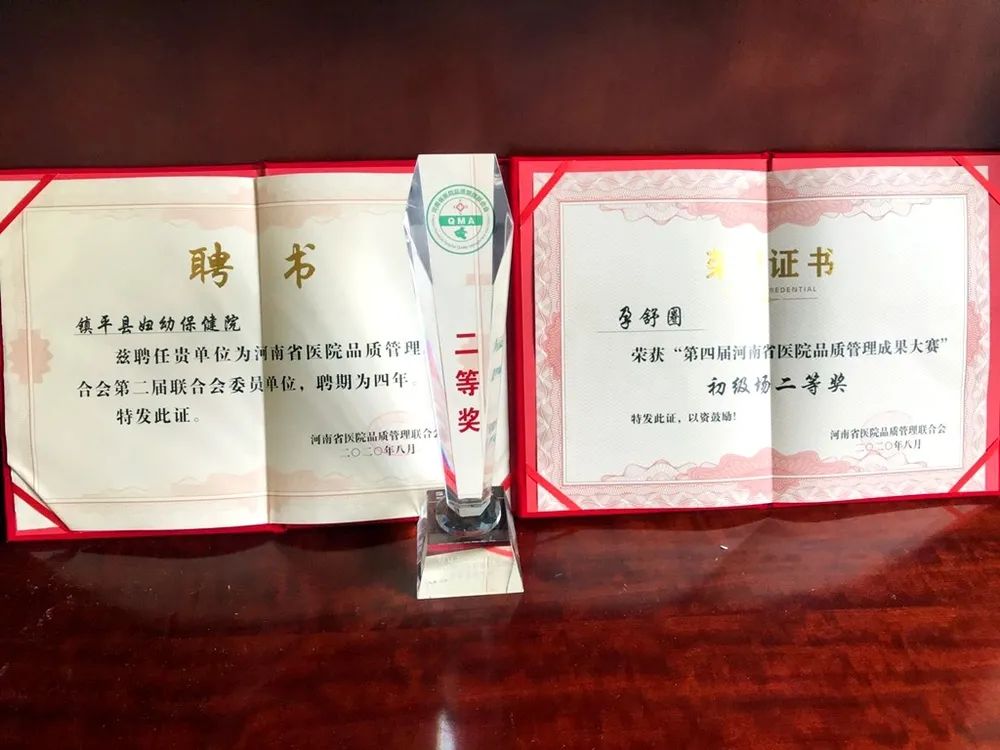 聘书
镇平县妇幼保健院
兹聘任贵单位为河南省医院品质管理
合会第二届联合会委员单位，聘期为四年。
特发此证。
河南省医院品质管理联合会
二〇二〇年八月
QMA
二等奖
证书
REDENTIAL
孕舒圈
荣获“第四届河南省医院品质管理成果大赛”
初级场二等奖
特发此证，以资鼓励！
河南省医院品质管理联合会
二〇二〇年八月